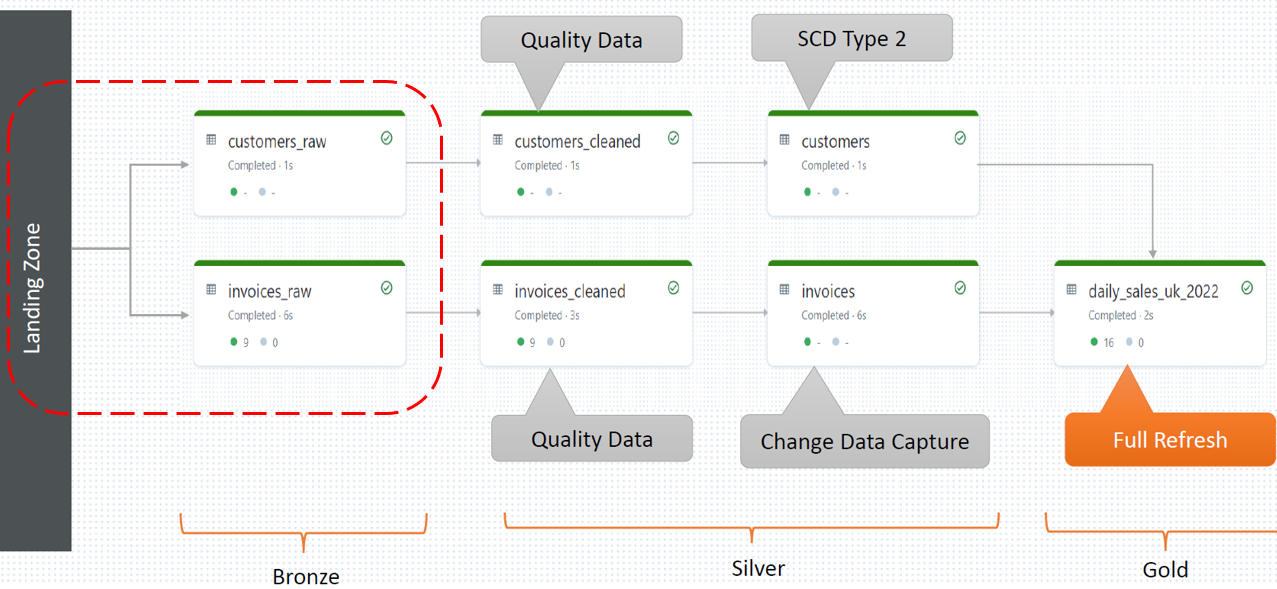 Quality Data
SCD Type 2
customers_raw
Completed · 1s
- -
customers_cleaned
Completed · 1s
- -
customers
Completed · 1s
- -
Landing Zone
invoices_raw
Completed · 6s
9 0
invoices_cleaned
Completed · 3s
9 0
invoices
Completed · 6s
- -
daily_sales_uk_2022
Completed · 2s
16 0
Quality Data
Change Data Capture
Full Refresh
Bronze
Silver
Gold